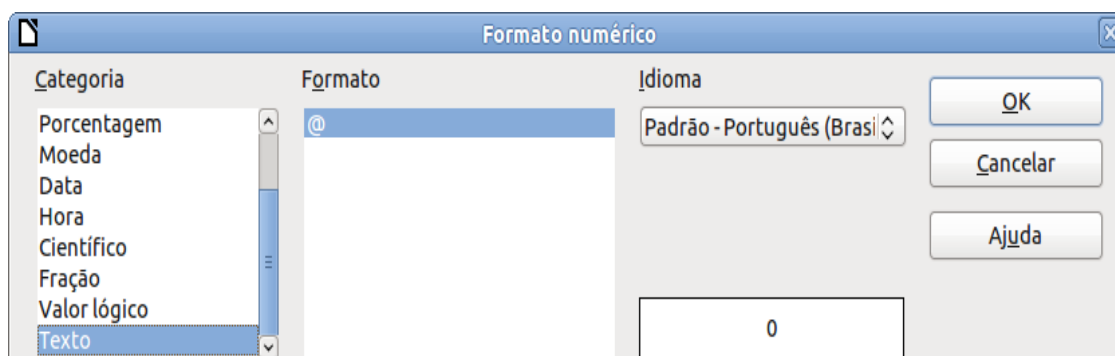 Formato numérico
Categoria
Porcentagem
Moeda
Data
Hora
Científico
Fração
Valor lógico
Texto
Formato
@
Idioma
Padrão - Português (Brasi
0
OK
Cancelar
Ajuda